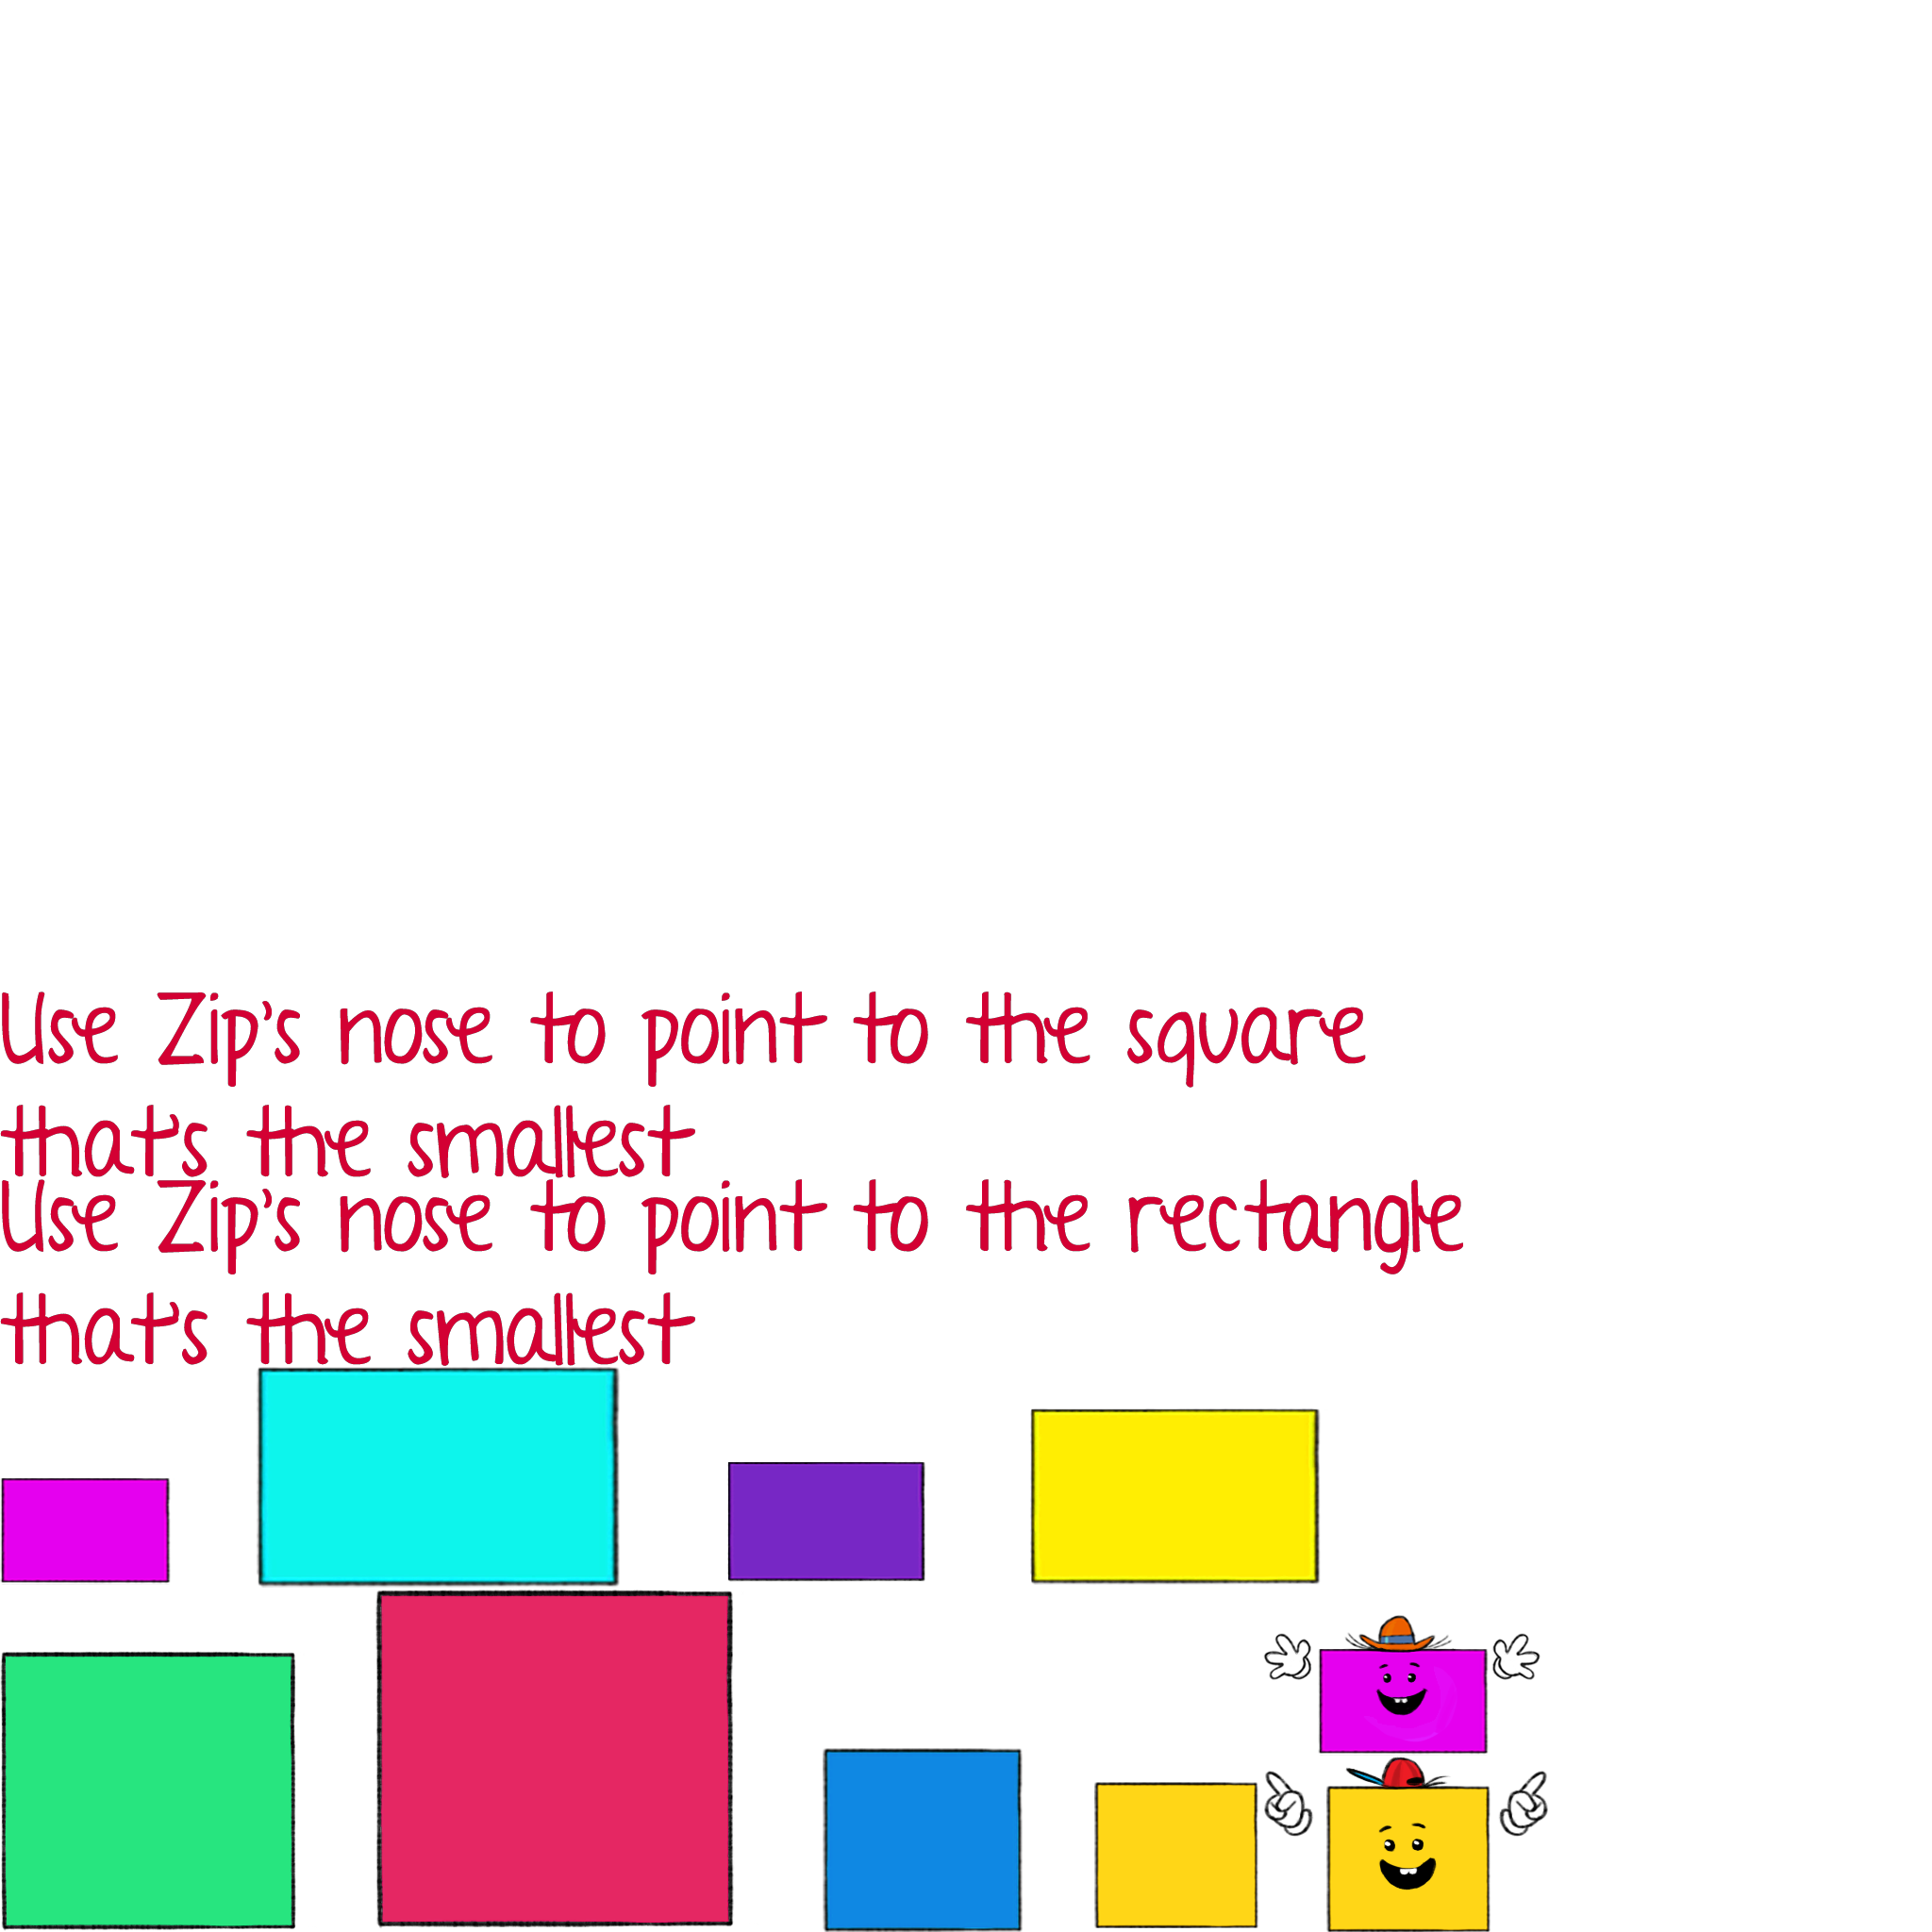 Use Zip's nose to point to the square
that's the smallest
Use Zip's nose to point to the rectangle
that's the smallest